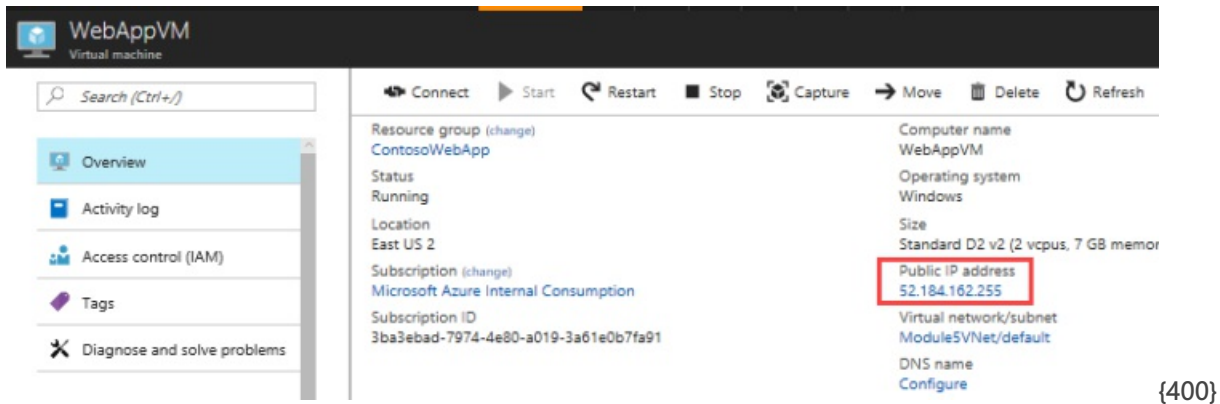 WebAppVM
Virtual machine
Search (Ctrl+/)
Overview
Activity log
Access control (IAM)
Tags
Diagnose and solve problems
Connect Start Restart Stop Capture Move Delete Refresh
Resource group (change)
ContosoWebApp
Status
Running
Location
East US 2
Subscription (change)
Microsoft Azure Internal Consumption
Subscription ID
3ba3ebad-7974-4e80-a019-3a61e0b7fa91
Computer name
WebAppVM
Operating system
Windows
Size
Standard D2 v2 (2 vcpus, 7 GB memor
Public IP address
52.184.162.255
Virtual network/subnet
Module5VNet/default
DNS name
Configure
{400}